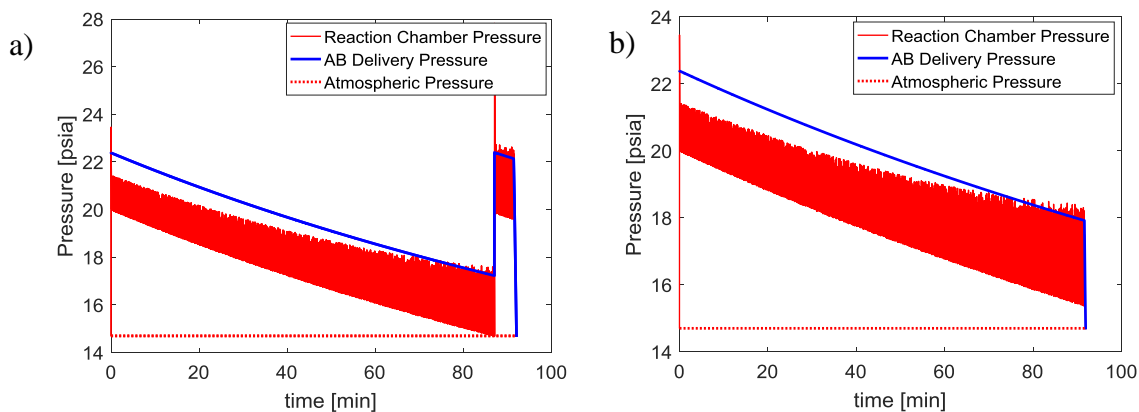 a)
28
26
24
22
20
18
16
14
Pressure [psia]
Reaction Chamber Pressure
AB Delivery Pressure
Atmospheric Pressure
0 20 40 60 80 100
time [min]
b)
24
22
20
18
16
14
Pressure [psia]
Reaction Chamber Pressure
AB Delivery Pressure
Atmospheric Pressure
0 20 40 60 80 100
time [min]